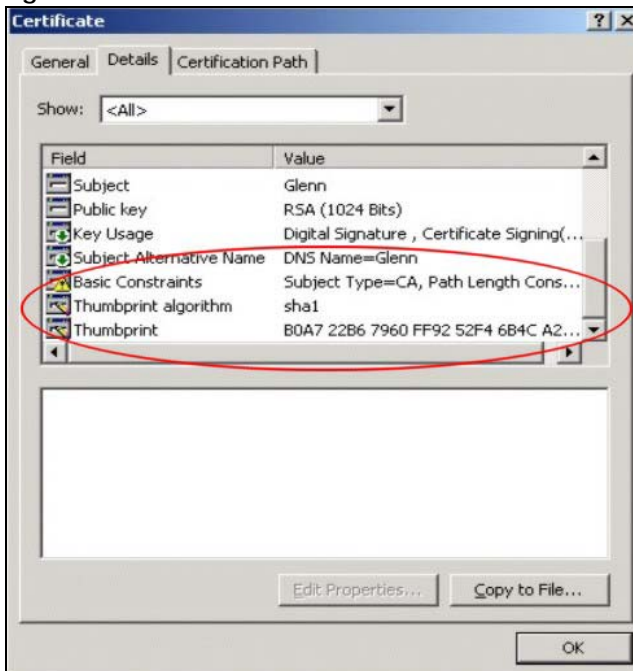 Certificate
General Details Certification Path
Show: <All>
Field Value
Subject Glenn
Public key RSA (1024 Bits)
Key Usage Digital Signature , Certificate Signing(...
Subject Alternative Name DNS Name=Glenn
Basic Constraints Subject Type=CA, Path Length Cons...
Thumbprint algorithm sha1
Thumbprint B0A7 22B6 7960 FF92 52F4 6B4C A2...
Edit Properties... Copy to File...
OK